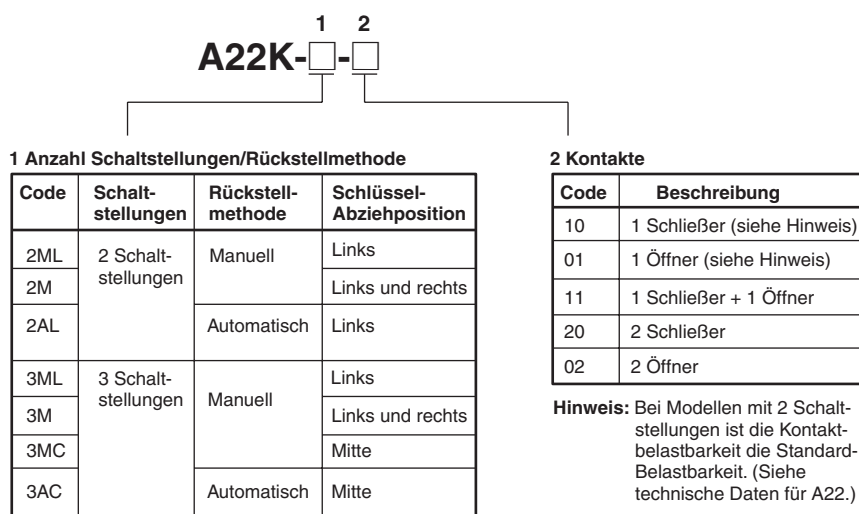 1 2
A22K-□-□
1 Anzahl Schaltstellungen/Rückstellmethode
Code Schalt- Rückstell- Schlüssel-
stellungen methode Abziehposition
2ML 2 Schalt- Manuell Links
stellungen
2M Links und rechts
2AL Automatisch Links
3ML 3 Schalt- Links
stellungen Manuell
3M Links und rechts
3MC Mitte
3AC Automatisch Mitte
2 Kontakte
Code Beschreibung
10 1 Schließer (siehe Hinweis)
01 1 Öffner (siehe Hinweis)
11 1 Schließer + 1 Öffner
20 2 Schließer
02 2 Öffner
Hinweis: Bei Modellen mit 2 Schalt-
stellungen ist die Kontakt-
belastbarkeit die Standard-
Belastbarkeit. (Siehe
technische Daten für A22.)